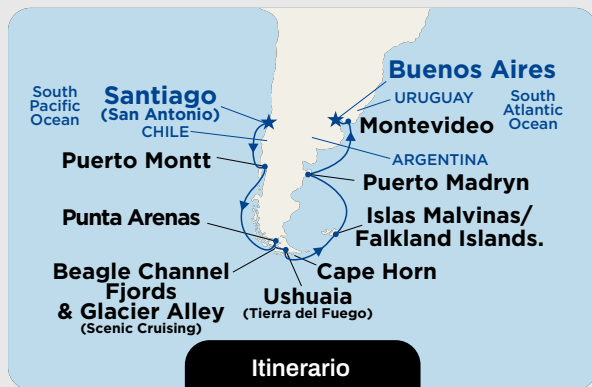 South
Pacific
Ocean
Santiago
(San Antonio)
CHILE
Buenos Aires
URUGUAY
South
Atlantic
Ocean
Montevideo
ARGENTINA
Puerto Montt
Puerto Madryn
Punta Arenas
Islas Malvinas/
Falkland Islands.
Beagle Channel
Fjords
& Glacier Alley
(Scenic Cruising)
Cape Horn
Ushuaia
(Tierra del Fuego)
Itinerario